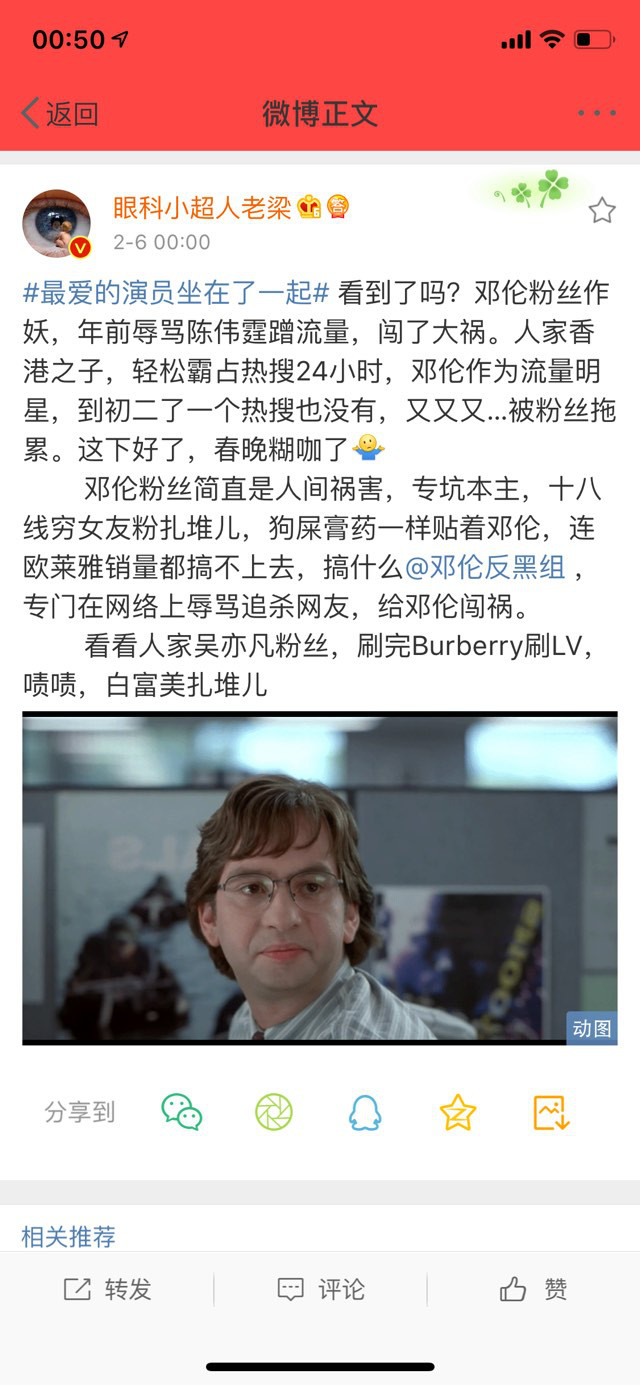 00:50
返回
微博正文
眼科小超人老梁
2-6 00:00
#最爱的演员坐在了一起# 看到了吗？邓伦粉丝作
妖，年前辱骂陈伟霆蹭流量，闯了大祸。人家香
港之子，轻松霸占热搜24小时，邓伦作为流量明
星，到初二了一个热搜也没有，又又又...被粉丝拖
累。这下好了，春晚糊咖了
邓伦粉丝简直是人间祸害，专坑本主，十八
线穷女友粉扎堆儿，狗屎膏药一样贴着邓伦，连
欧莱雅销量都搞不上去，搞什么@邓伦反黑组，
专门在网络上辱骂追杀网友，给邓伦闯祸。
看看人家吴亦凡粉丝，刷完Burberry刷LV，
啧啧，白富美扎堆儿
动图
分享到
相关推荐
转发
评论
赞